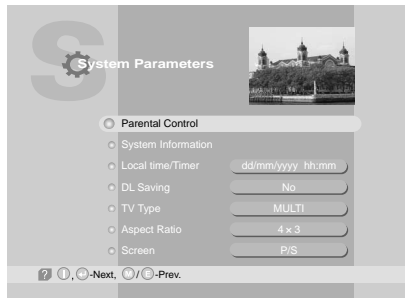 S
System Parameters
Parental Control
System Information
Local time/Timer dd/mm/yyyy hh:mm
DL Saving No
TV Type MULTI
Aspect Ratio 4 x 3
Screen P/S
? i, -Next, M / E -Prev.